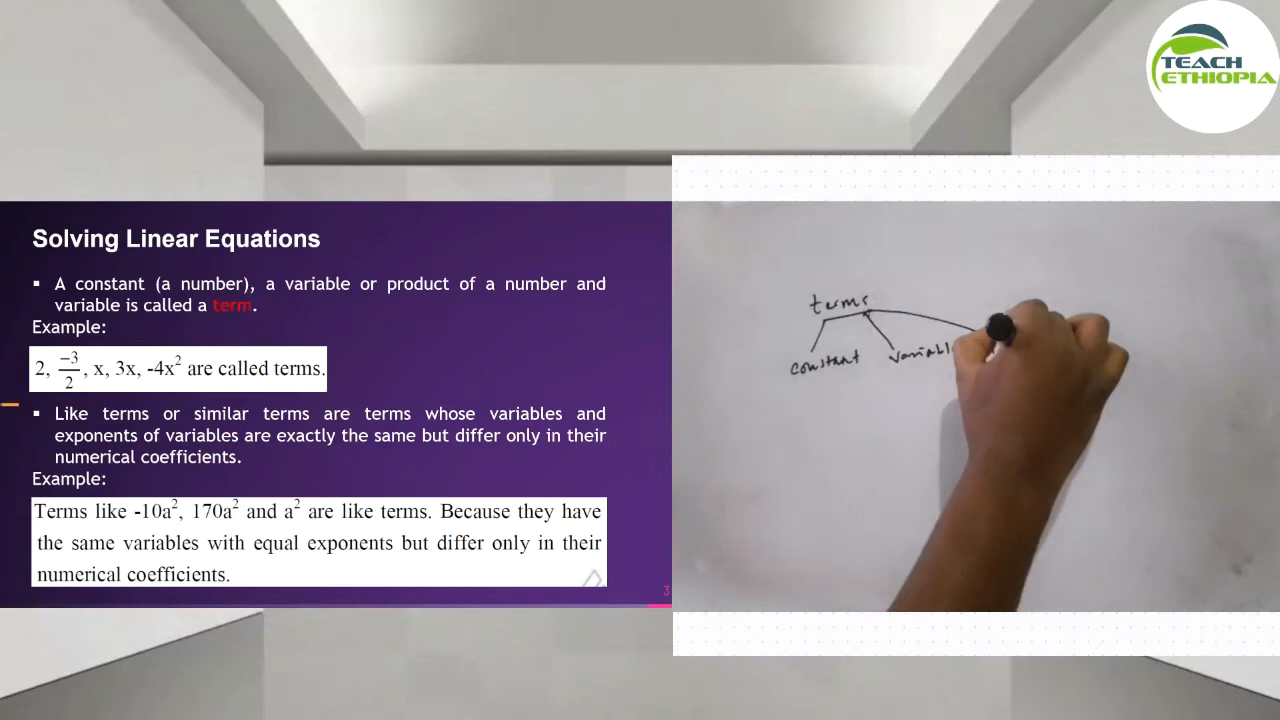 TEACH
ETHIOPIA
Solving Linear Equations
▪ A constant (a number), a variable or product of a number and
variable is called a term.
Example:
2, −3/2, x, 3x, -4x² are called terms.
▪ Like terms or similar terms are terms whose variables and
exponents of variables are exactly the same but differ only in their
numerical coefficients.
Example:
Terms like -10a², 170a² and a² are like terms. Because they have
the same variables with equal exponents but differ only in their
numerical coefficients.
3
terms
constant variabl